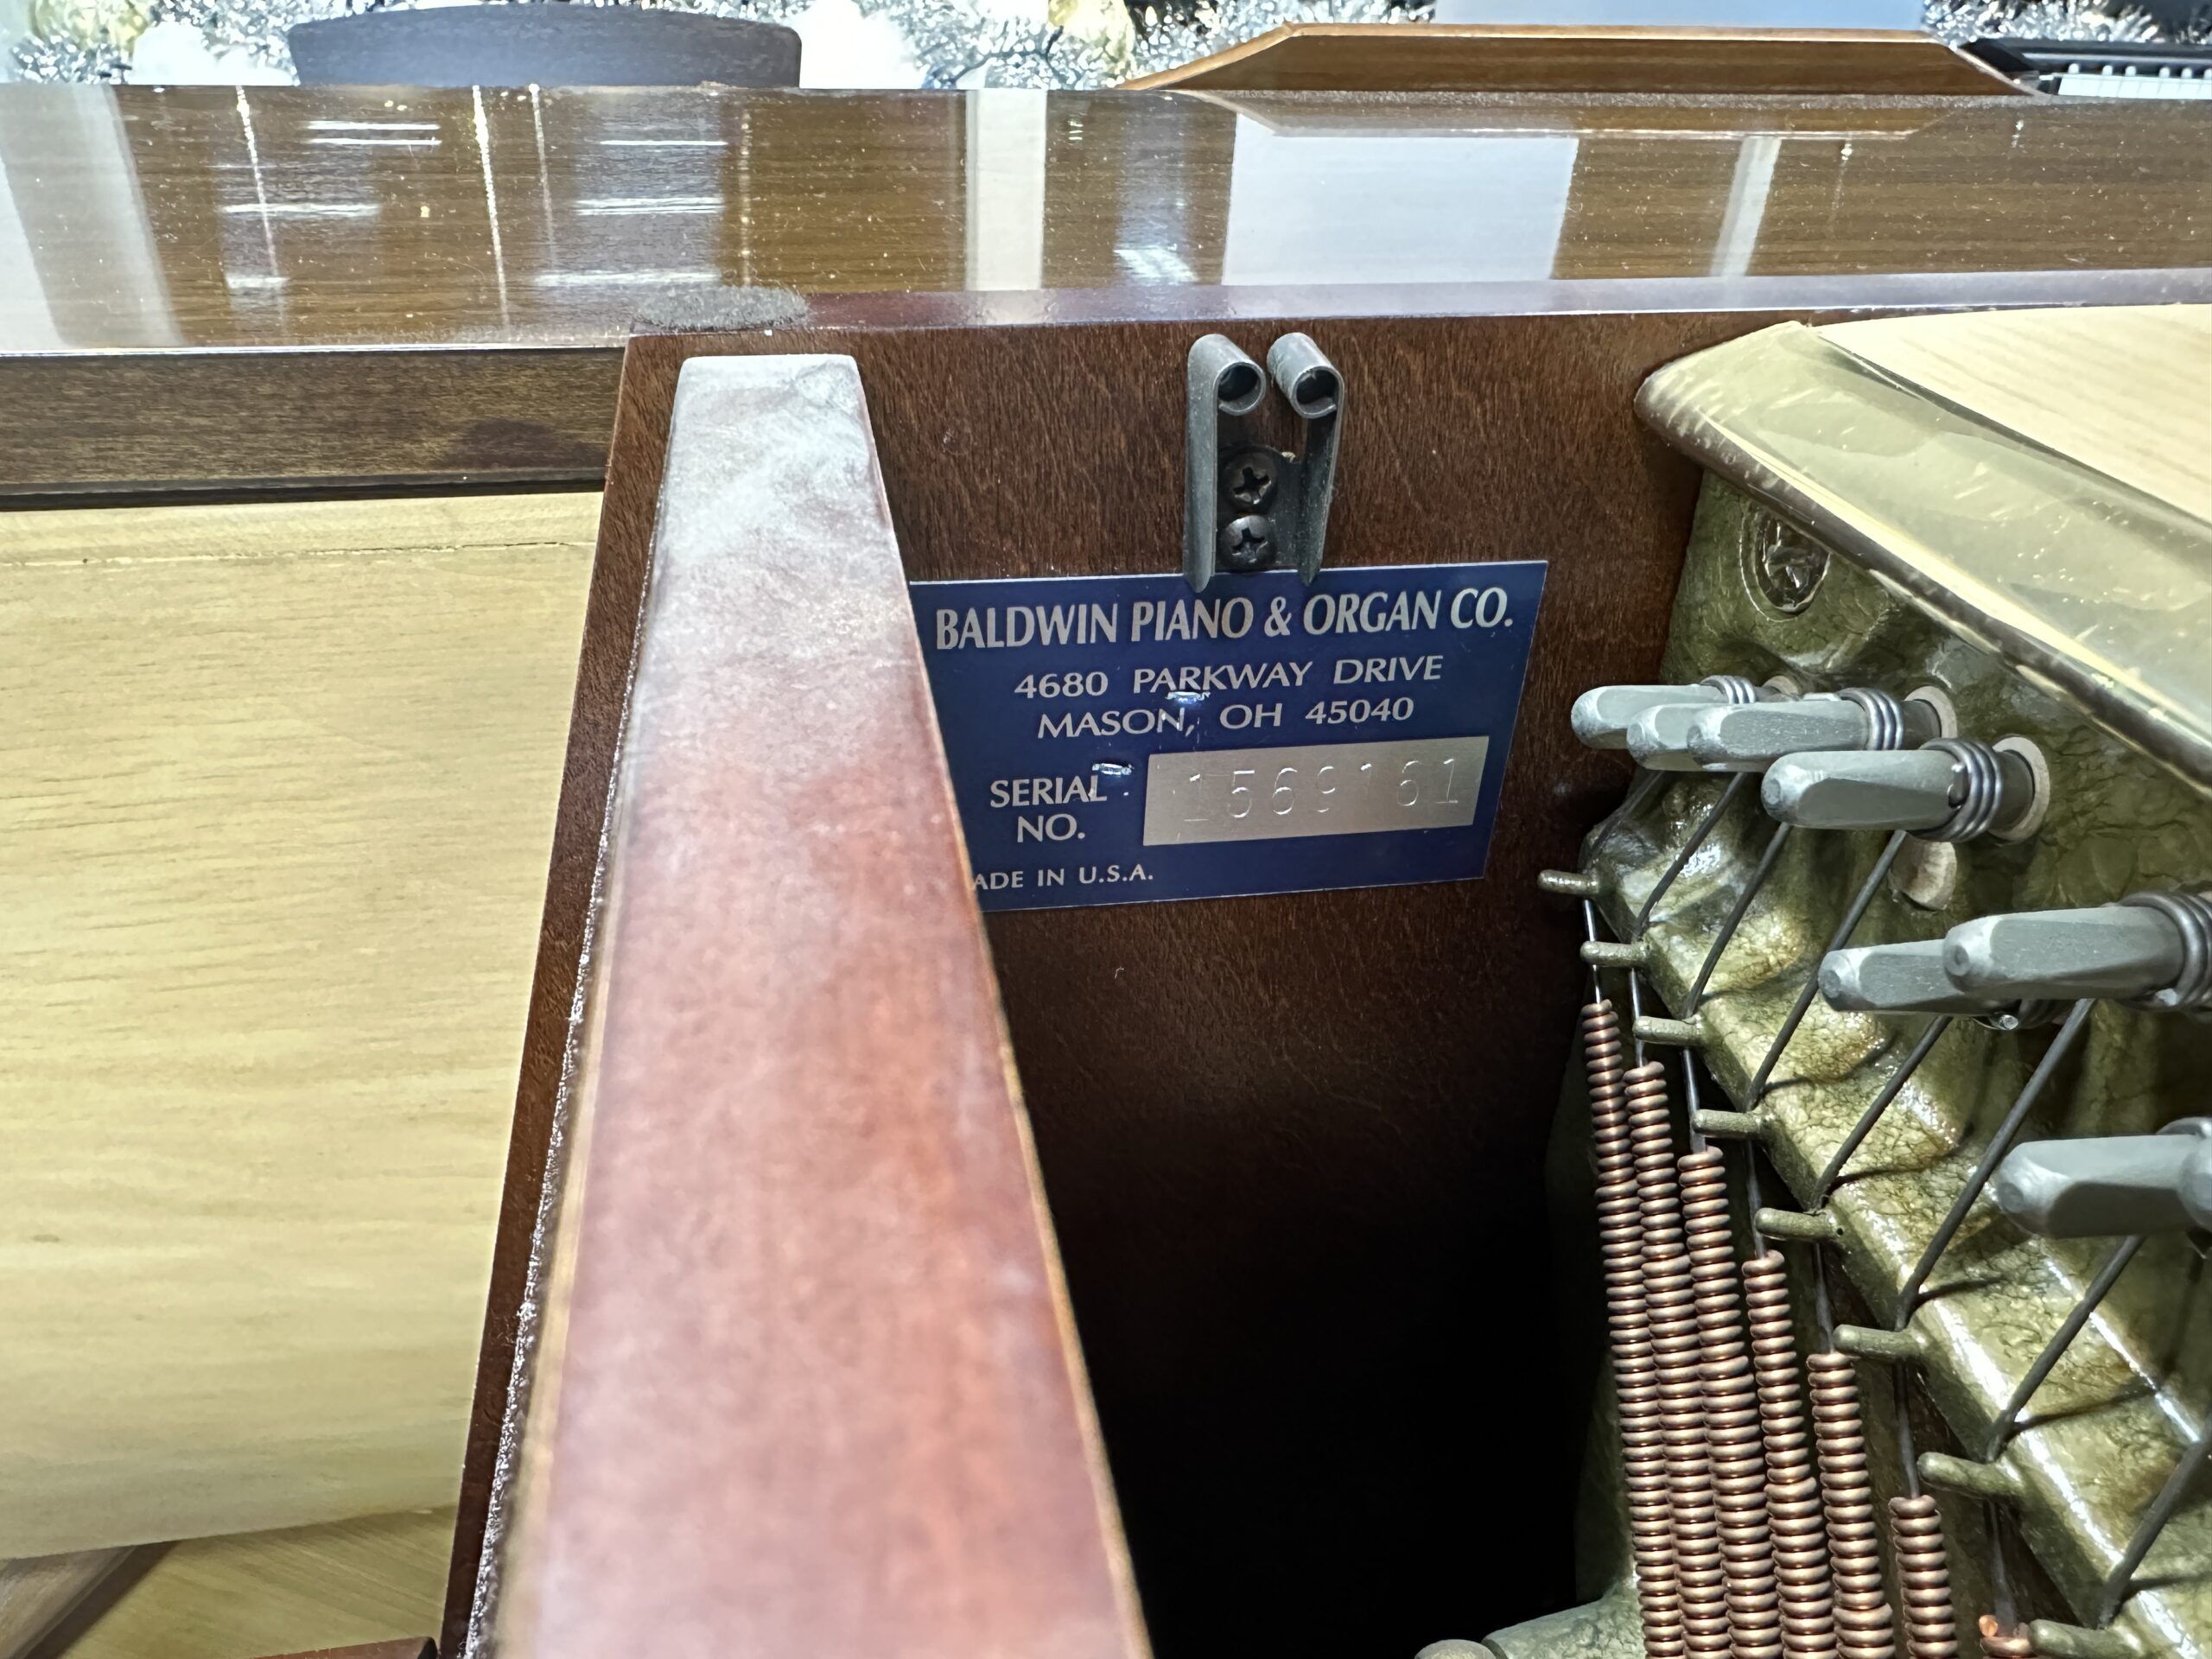 BALDWIN PIANO & ORGAN CO.
4680 PARKWAY DRIVE
MASON, OH 45040
SERIAL
NO.
1569161
ADE IN U.S.A.